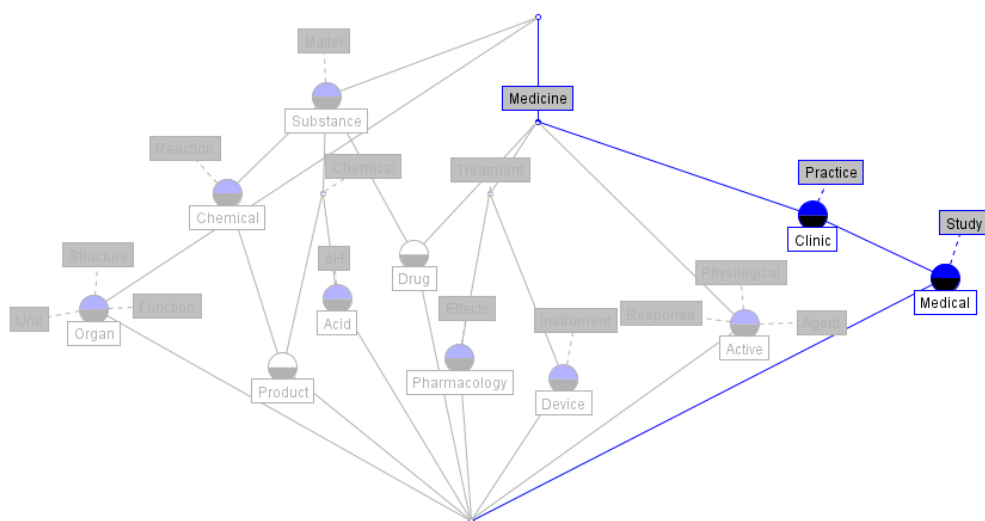 Matter
Medicine
Substance
Reaction
Chemical
Treatment
Practice
Chemical
Clinic
Study
Structure
pH
Drug
Physilogical
Medical
Unit
Function
Organ
Acid
Effects
Instrument
Response
Agent
Active
Product
Pharmacology
Device